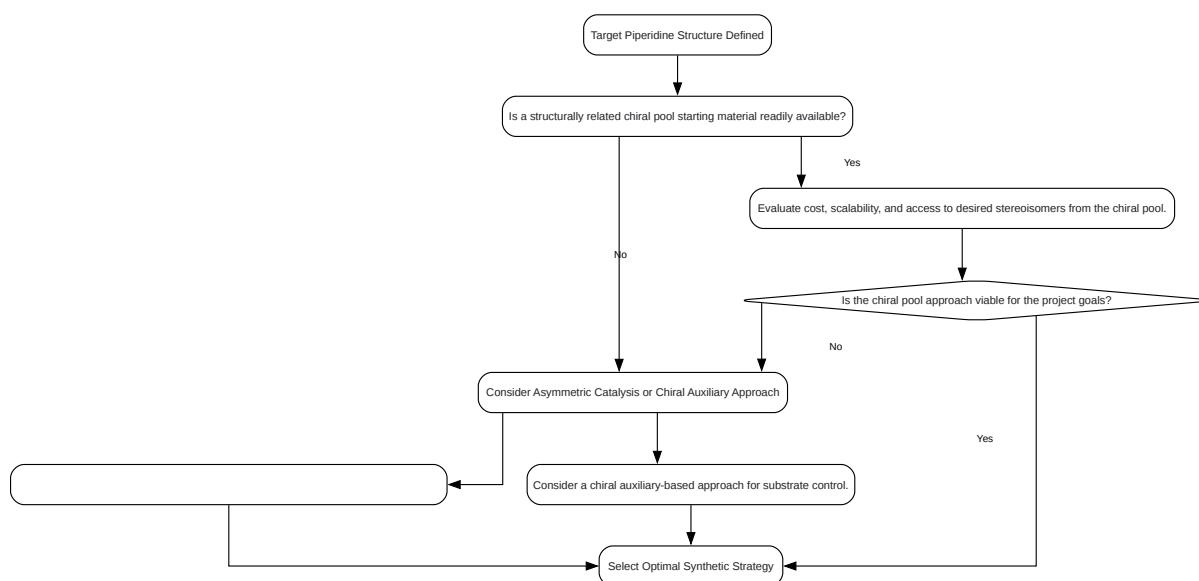 Target Piperidine Structure Defined
Is a structurally related chiral pool starting material readily available?
Yes
Evaluate cost, scalability, and access to desired stereoisomers from the chiral pool.
No
Is the chiral pool approach viable for the project goals?
No
Consider Asymmetric Catalysis or Chiral Auxiliary Approach
Yes
Consider a chiral auxiliary-based approach for substrate control.
Select Optimal Synthetic Strategy